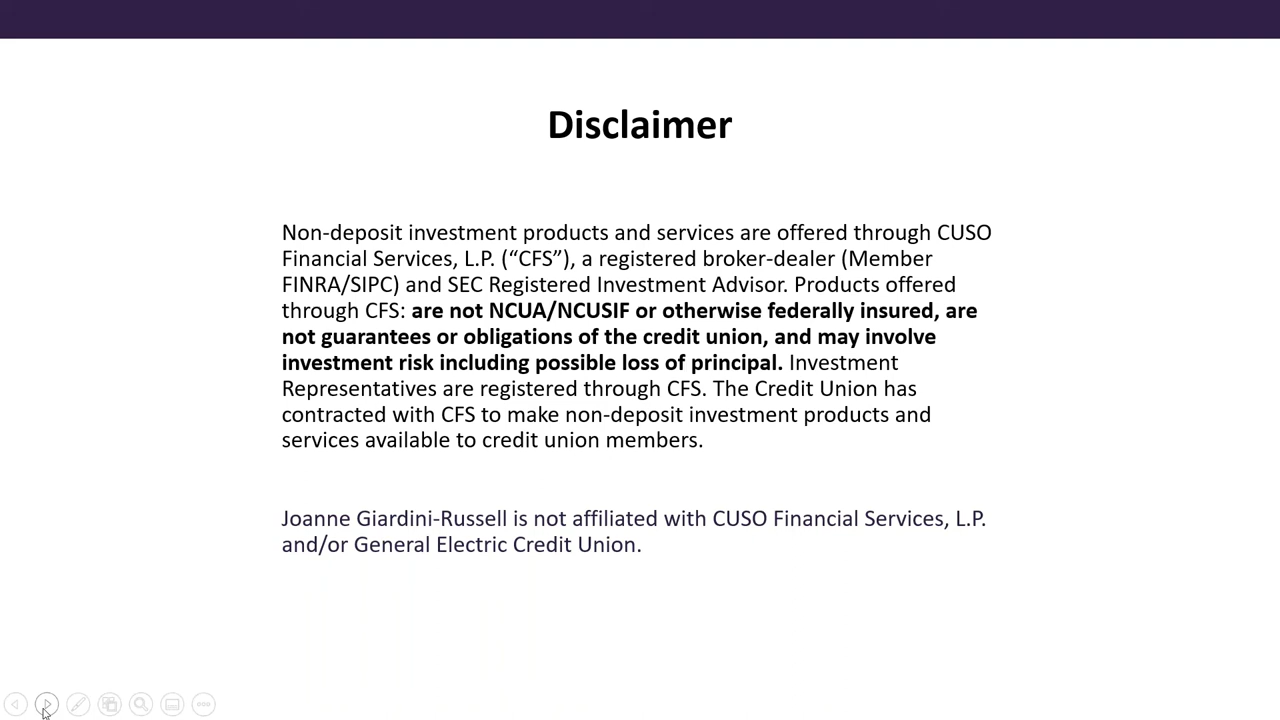 Disclaimer
Non-deposit investment products and services are offered through CUSO
Financial Services, L.P. (“CFS”), a registered broker-dealer (Member
FINRA/SIPC) and SEC Registered Investment Advisor. Products offered
through CFS: are not NCUA/NCUSIF or otherwise federally insured, are
not guarantees or obligations of the credit union, and may involve
investment risk including possible loss of principal. Investment
Representatives are registered through CFS. The Credit Union has
contracted with CFS to make non-deposit investment products and
services available to credit union members.
Joanne Giardini-Russell is not affiliated with CUSO Financial Services, L.P.
and/or General Electric Credit Union.